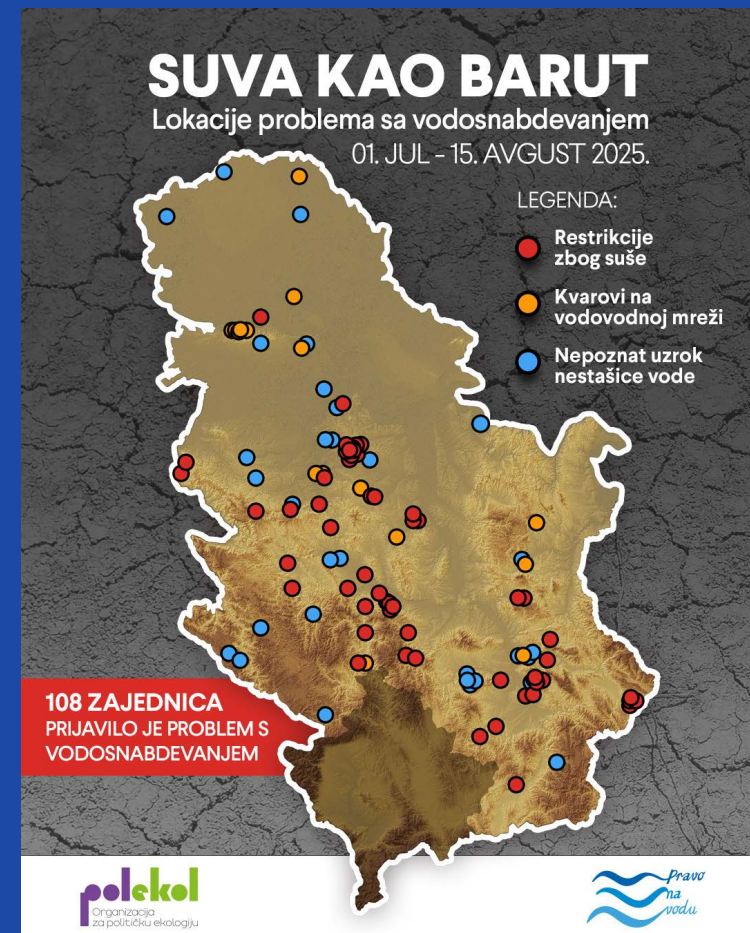 SUVA KAO BARUT
Lokacije problema sa vodosnabdevanjem
01. JUL - 15. AVGUST 2025.
LEGENDA:
Restrikcije
zbog suše
Kvarovi na
vodovodnoj mreži
Nepoznat uzrok
nestašice vode
108 ZAJEDNICA
PRIJAVILO JE PROBLEM S
VODOSNABDEVANJEM
polekol
Organizacija
za političku ekologiju
Pravo
na
vodu